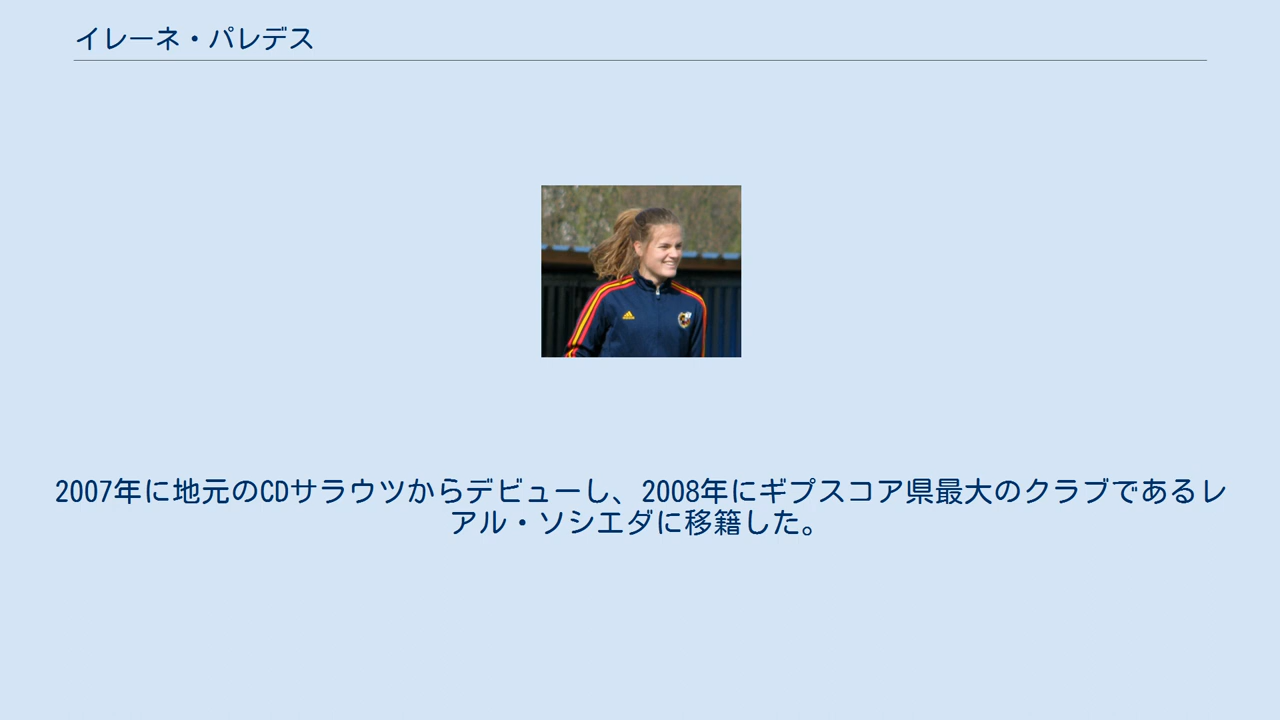 イレーネ・パレデス
2007年に地元のCDサラウツからデビューし、2008年にギプスコア県最大のクラブであるレ
アル・ソシエダに移籍した。